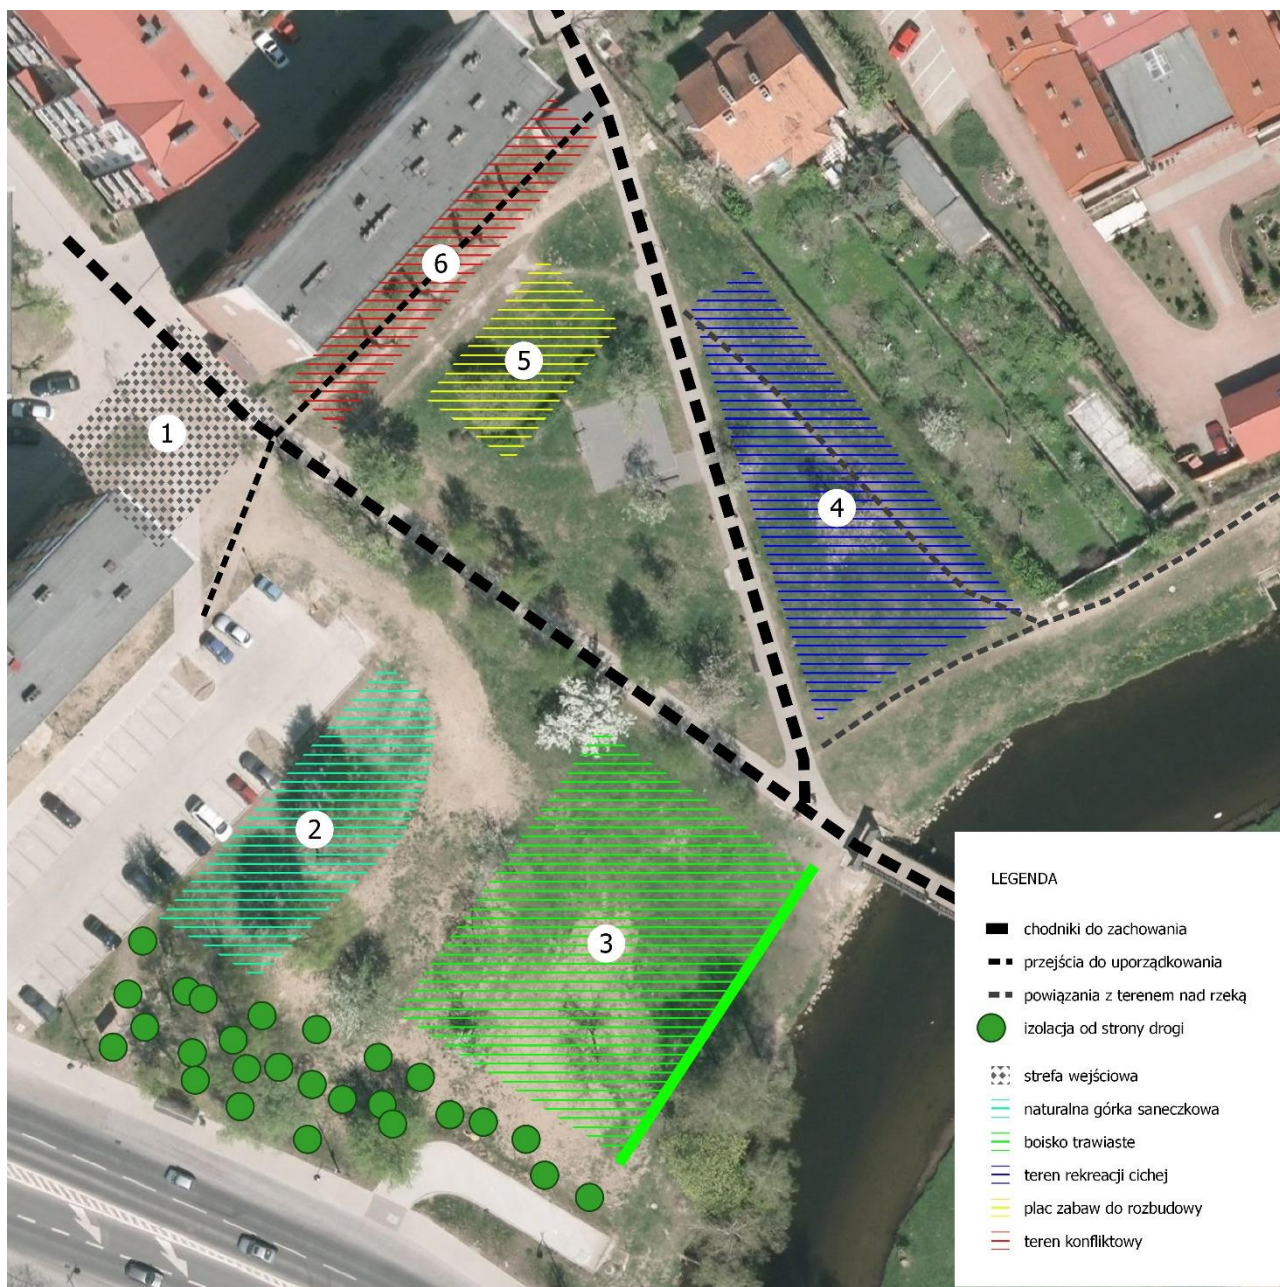 6
5
1
4
2
3
LEGENDA
chodniki do zachowania
przejścia do uporządkowania
powiązania z terenem nad rzeką
izolacja od strony drogi
strefa wejściowa
naturalna górka saneczkowa
boisko trawiaste
teren rekreacji cichej
plac zabaw do rozbudowy
teren konfliktowy